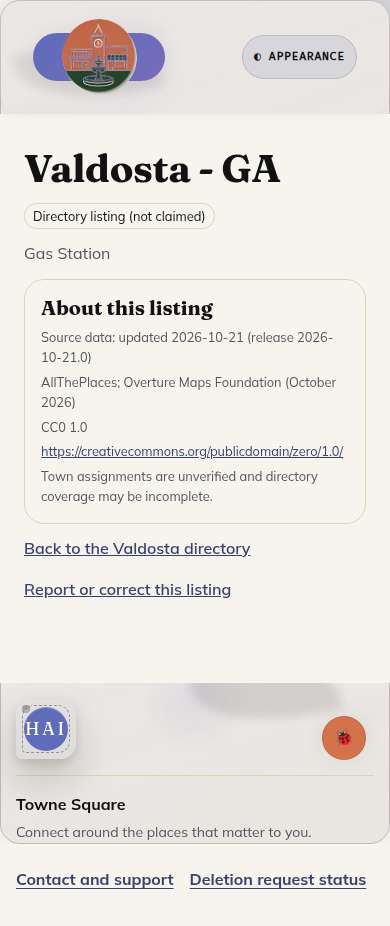 APPEARANCE
Valdosta - GA
Directory listing (not claimed)
Gas Station
About this listing
Source data: updated 2026-10-21 (release 2026-
10-21.0)
AllThePlaces; Overture Maps Foundation (October
2026)
CC0 1.0
https://creativecommons.org/publicdomain/zero/1.0/
Town assignments are unverified and directory
coverage may be incomplete.
Back to the Valdosta directory
Report or correct this listing
HAI
Towne Square
Connect around the places that matter to you.
Contact and support Deletion request status